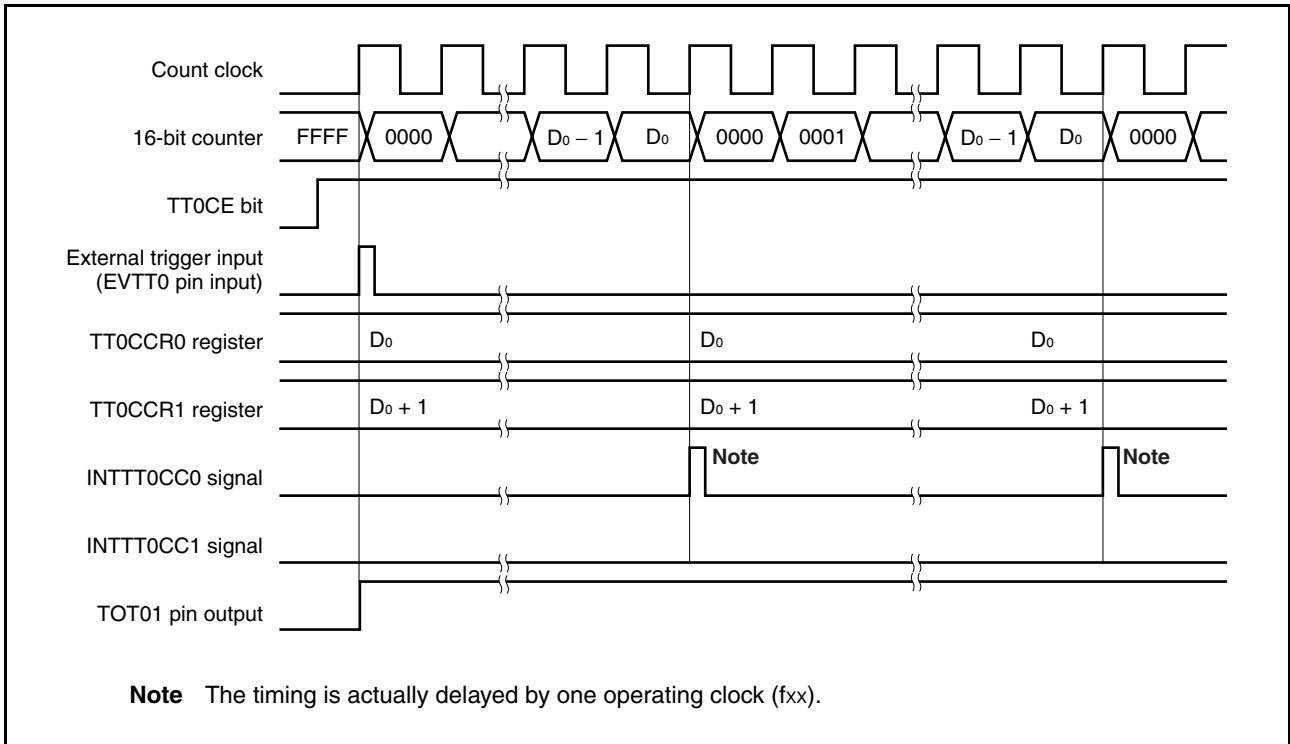 Count clock
16-bit counter FFFF 0000 D0 − 1 D0 0000 0001 D0 − 1 D0 0000
TT0CE bit
External trigger input
(EVTT0 pin input)
TT0CCR0 register D0 D0 D0
TT0CCR1 register D0 + 1 D0 + 1 D0 + 1
INTTT0CC0 signal Note Note
INTTT0CC1 signal
TOT01 pin output
Note The timing is actually delayed by one operating clock (fxx).